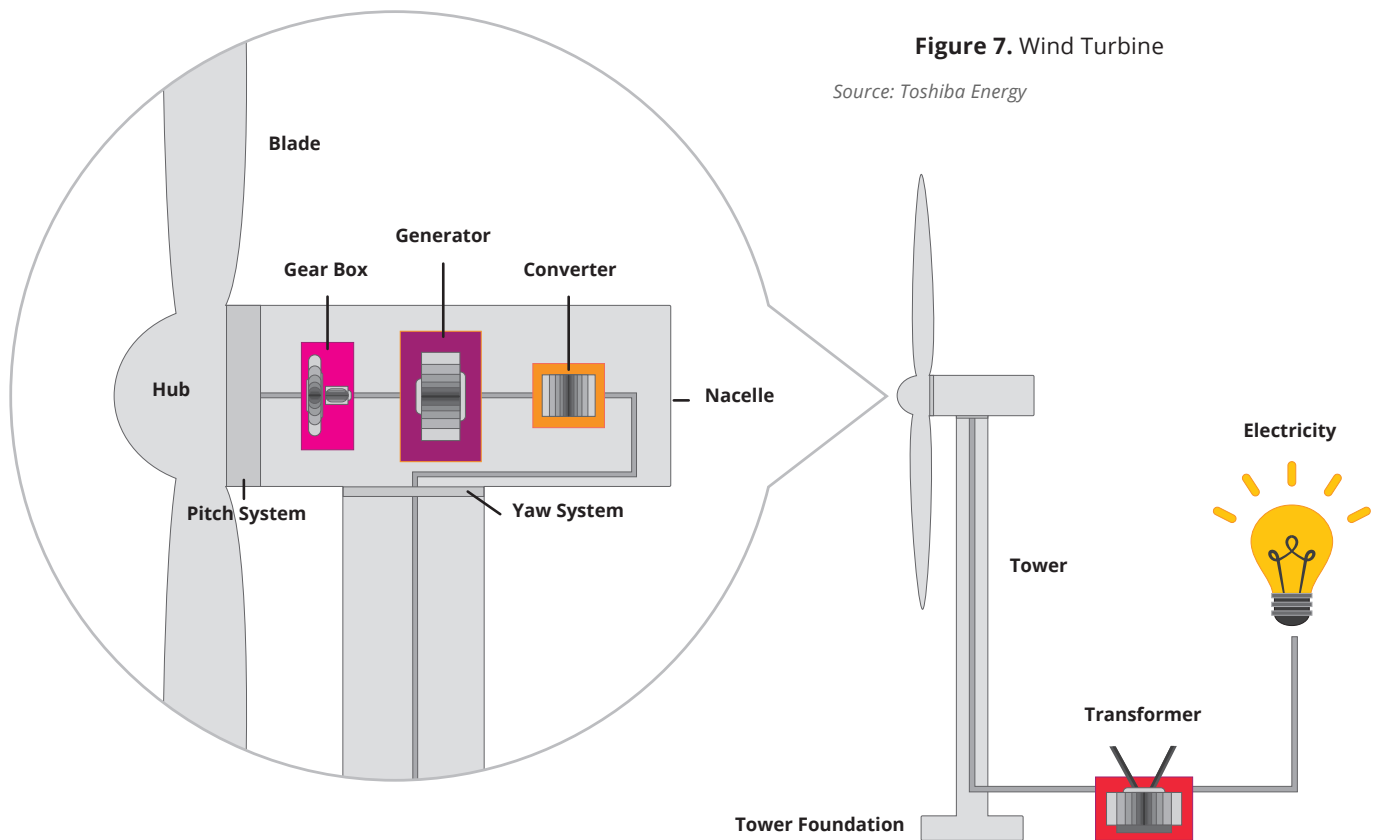 Figure 7. Wind Turbine
Source: Toshiba Energy
Blade
Generator
Gear Box
Converter
Hub
Nacelle
Pitch System
Yaw System
Electricity
Tower
Transformer
Tower Foundation